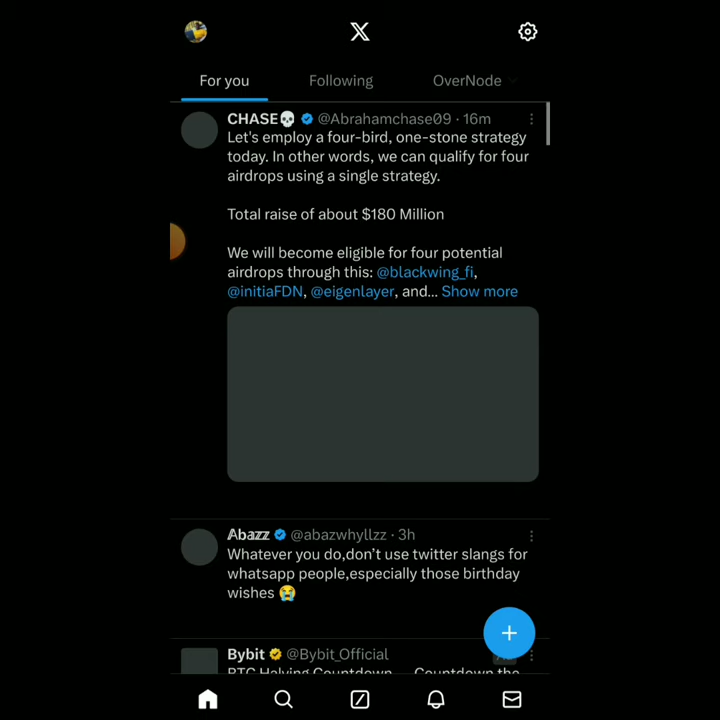 For you Following OverNode
CHASE💀 @Abrahamchase09 · 16m
Let's employ a four-bird, one-stone strategy
today. In other words, we can qualify for four
airdrops using a single strategy.
Total raise of about $180 Million
We will become eligible for four potential
airdrops through this: @blackwing_fi,
@initiaFDN, @eigenlayer, and... Show more
𝔸𝕓𝕒𝕫𝕫 @abazwhyllzz · 3h
Whatever you do,don’t use twitter slangs for
whatsapp people,especially those birthday
wishes 😭
Bybit @Bybit_Official
BTC Halving Countdown Countdown the